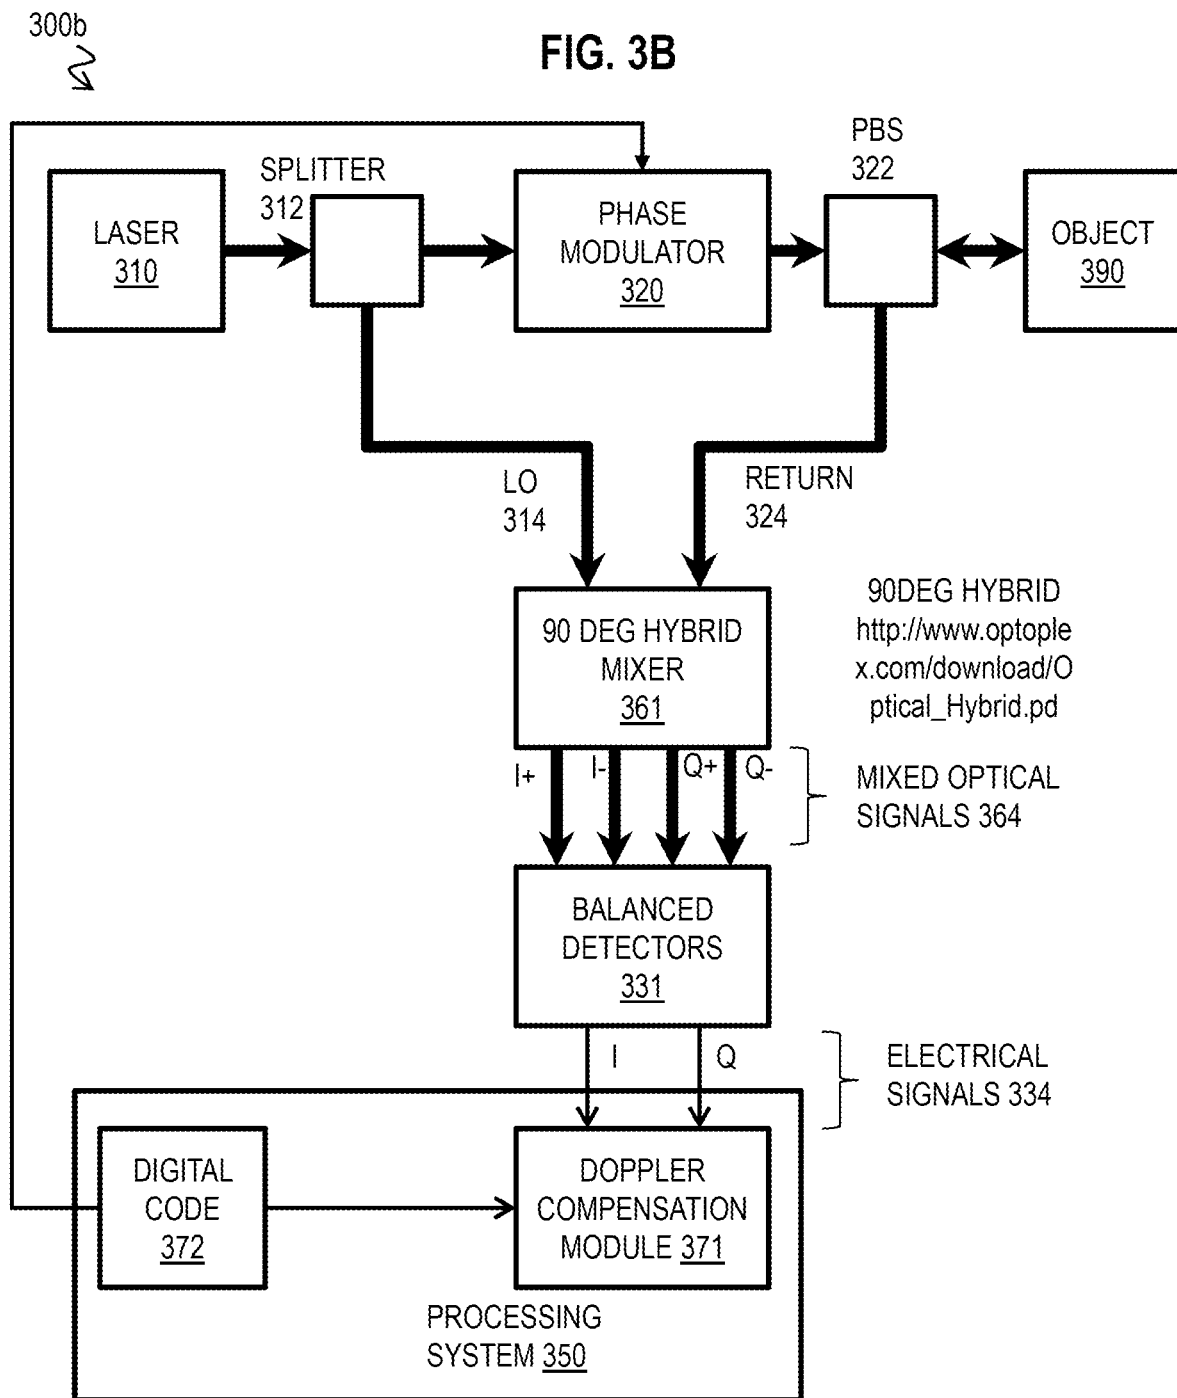 300b
FIG. 3B
SPLITTER
312
PBS
322
LASER
310
PHASE
MODULATOR
320
OBJECT
390
LO
314
RETURN
324
90 DEG HYBRID
MIXER
361
90DEG HYBRID
http://www.optople
x.com/download/O
ptical_Hybrid.pd
I+
I-
Q+
Q-
MIXED OPTICAL
SIGNALS 364
BALANCED
DETECTORS
331
I
Q
ELECTRICAL
SIGNALS 334
DIGITAL
CODE
372
DOPPLER
COMPENSATION
MODULE 371
PROCESSING
SYSTEM 350